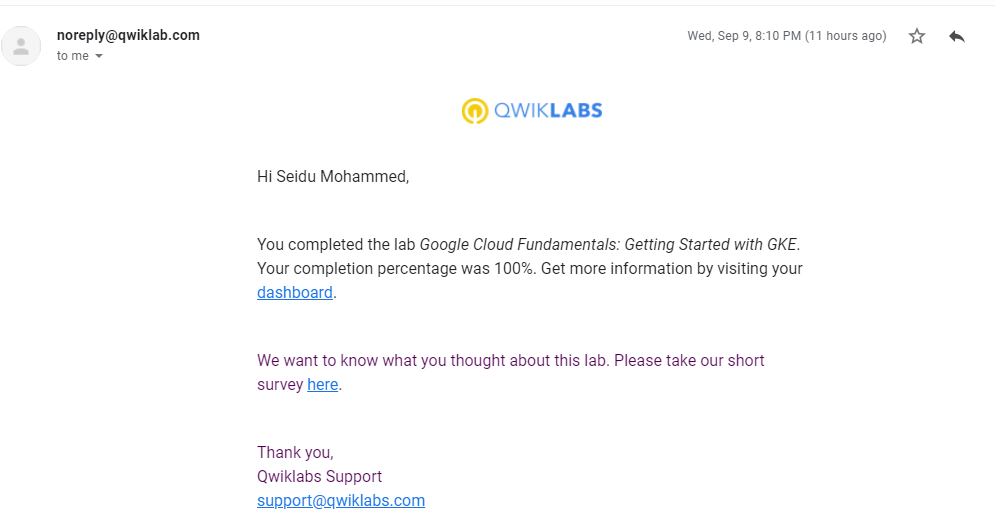 noreply@qwiklab.com
Wed, Sep 9, 8:10 PM (11 hours ago)
to me
QWIKLABS
Hi Seidu Mohammed,
You completed the lab Google Cloud Fundamentals: Getting Started with GKE.
Your completion percentage was 100%. Get more information by visiting your
dashboard.
We want to know what you thought about this lab. Please take our short
survey here.
Thank you,
Qwiklabs Support
support@qwiklabs.com